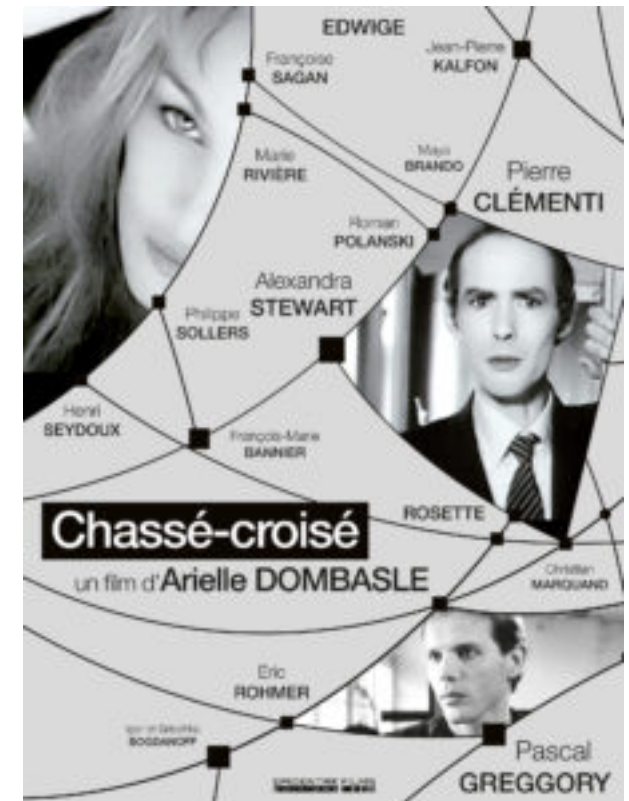 EDWIGE
Françoise
SAGAN
Jean-Pierre
KALFON
Marie
RIVIÈRE
Maya
BRANDO
Pierre
CLÉMENTI
Roman
POLANSKI
Alexandra
STEWART
Philippe
SOLLERS
Henri
SEYDOUX
François-Marie
BANNIER
ROSETTE
Chassé-croisé
un film d'Arielle DOMBASLE
Christian
MARQUAND
Eric
ROHMER
BOGDANOFF
Pascal
GREGGORY